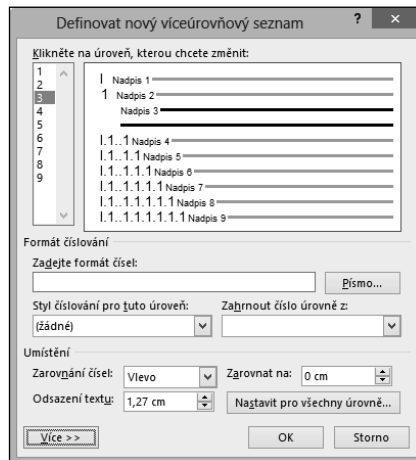 Definovat nový víceúrovňový seznam ? ×
Klikněte na úroveň, kterou chcete změnit:
1
2
3
4
5
6
7
8
9
I Nadpis 1
1 Nadpis 2
Nadpis 3
I.1..1 Nadpis 4
I.1..1.1 Nadpis 5
I.1..1.1.1 Nadpis 6
I.1..1.1.1.1 Nadpis 7
I.1..1.1.1.1.1 Nadpis 8
I.1..1.1.1.1.1.1 Nadpis 9
Formát číslování
Zadejte formát čísel:
Písmo...
Styl číslování pro tuto úroveň: Zahrnout číslo úrovně z:
(žádné)
Umístění
Zarovnání čísel: Vlevo Zarovnat na: 0 cm
Odsazení textu: 1,27 cm Nastavit pro všechny úrovně...
Více >> OK Storno